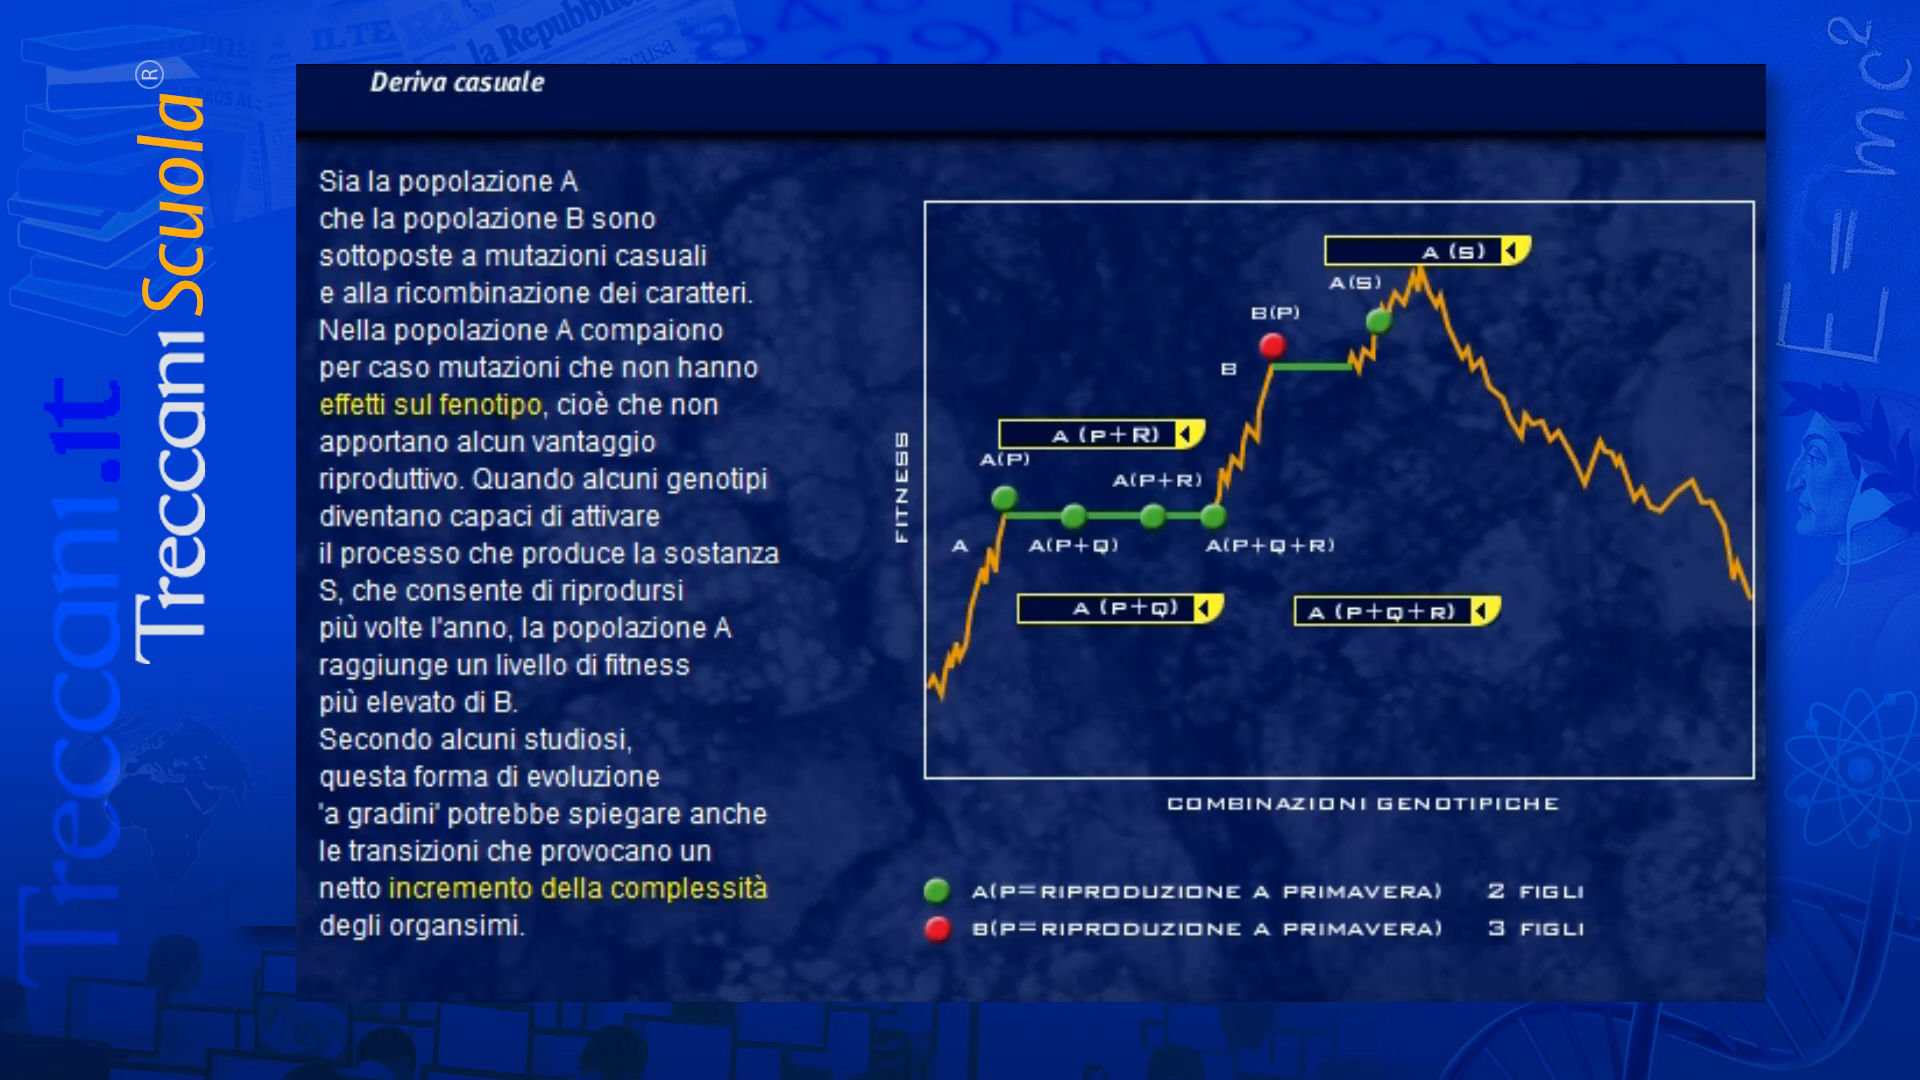 la Repubblica
IL TE
Treccani Scuola®
Treccani.it
E=mc²
Deriva casuale
Sia la popolazione A
che la popolazione B sono
sottoposte a mutazioni casuali
e alla ricombinazione dei caratteri.
Nella popolazione A compaiono
per caso mutazioni che non hanno
effetti sul fenotipo, cioè che non
apportano alcun vantaggio
riproduttivo. Quando alcuni genotipi
diventano capaci di attivare
il processo che produce la sostanza
S, che consente di riprodursi
più volte l'anno, la popolazione A
raggiunge un livello di fitness
più elevato di B.
Secondo alcuni studiosi,
questa forma di evoluzione
'a gradini' potrebbe spiegare anche
le transizioni che provocano un
netto incremento della complessità
degli organsimi.
A (S)
A(S)
B(P)
B
A (P+R)
A(P)
A(P+R)
FITNESS
A
A(P+Q)
A(P+Q+R)
A (P+Q)
A (P+Q+R)
COMBINAZIONI GENOTIPICHE
A(P=RIPRODUZIONE A PRIMAVERA) 2 FIGLI
B(P=RIPRODUZIONE A PRIMAVERA) 3 FIGLI